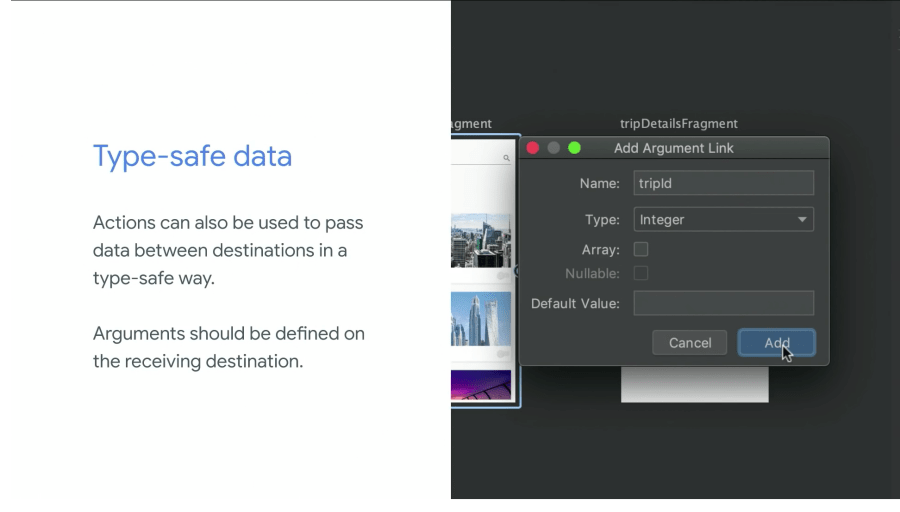 Type-safe data
Actions can also be used to pass
data between destinations in a
type-safe way.
Arguments should be defined on
the receiving destination.
agment
tripDetailsFragment
Add Argument Link
Name: tripId
Type: Integer
Array:
Nullable:
Default Value:
Cancel Add